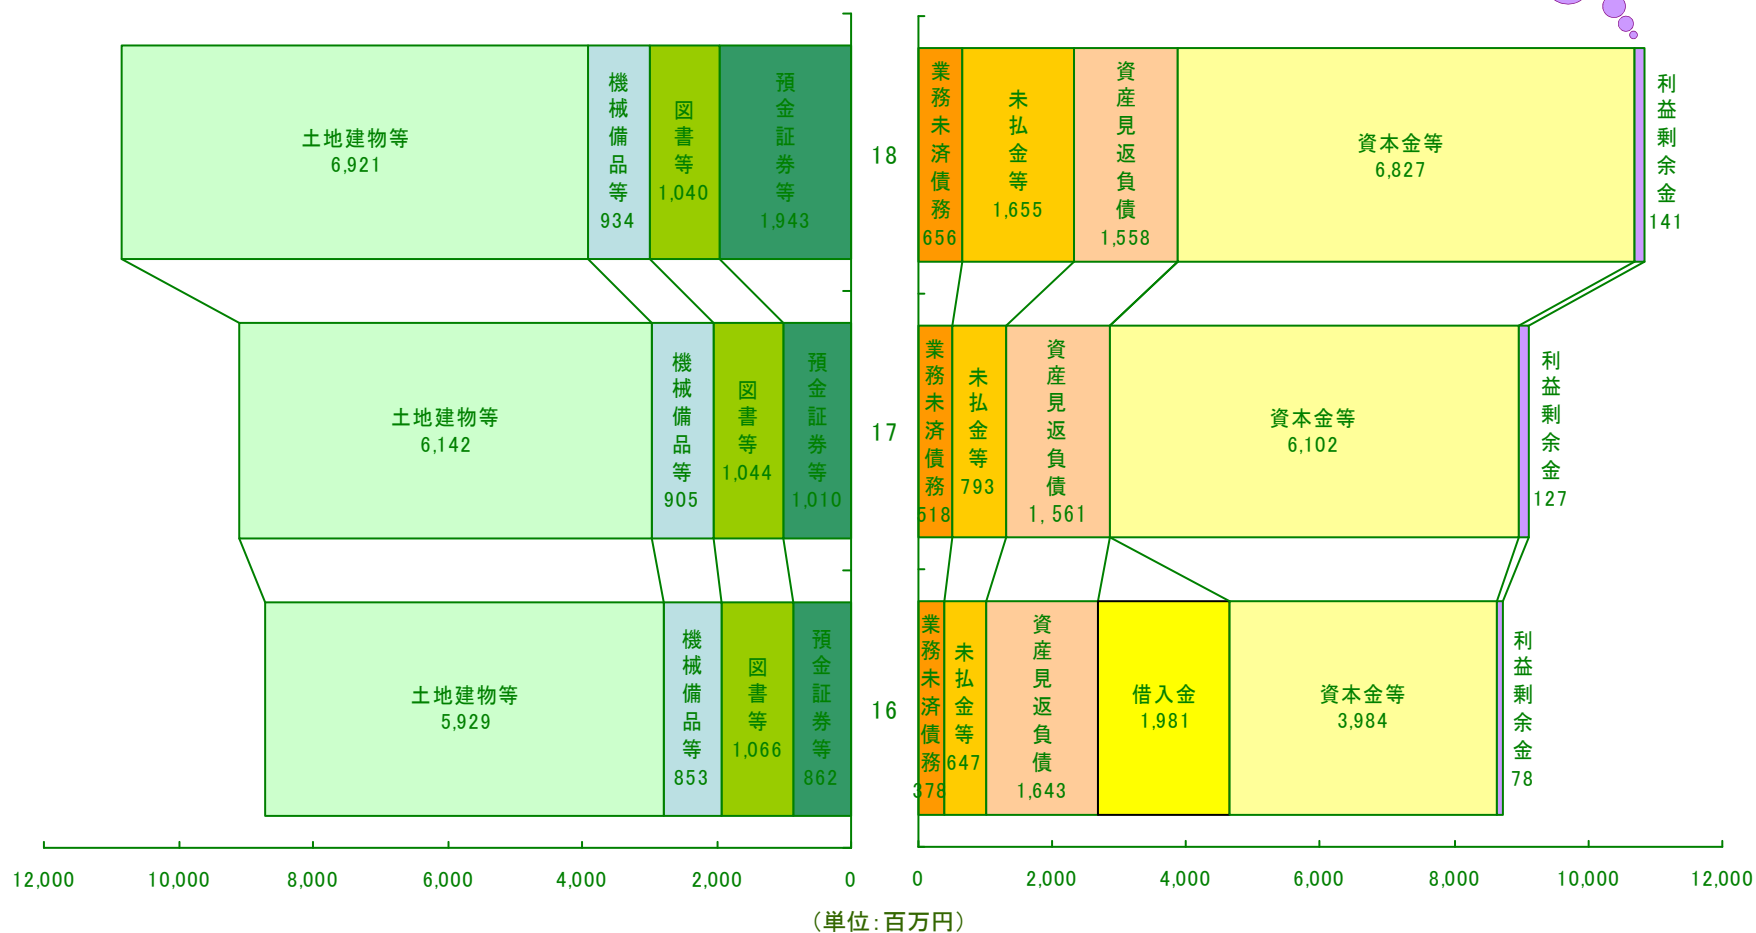 土地建物等
6,921
機械備品等
934
図書等
1,040
預金証券等
1,943
18
業務未済債務
656
未払金等
1,655
資産見返負債
1,558
資本金等
6,827
利益剰余金
141
土地建物等
6,142
機械備品等
905
図書等
1,044
預金証券等
1,010
17
業務未済債務
518
未払金等
793
資産見返負債
1,561
資本金等
6,102
利益剰余金
127
土地建物等
5,929
機械備品等
853
図書等
1,066
預金証券等
862
16
業務未済債務
378
未払金等
647
資産見返負債
1,643
借入金
1,981
資本金等
3,984
利益剰余金
78
12,000 10,000 8,000 6,000 4,000 2,000 0
0 2,000 4,000 6,000 8,000 10,000 12,000
（単位:百万円）